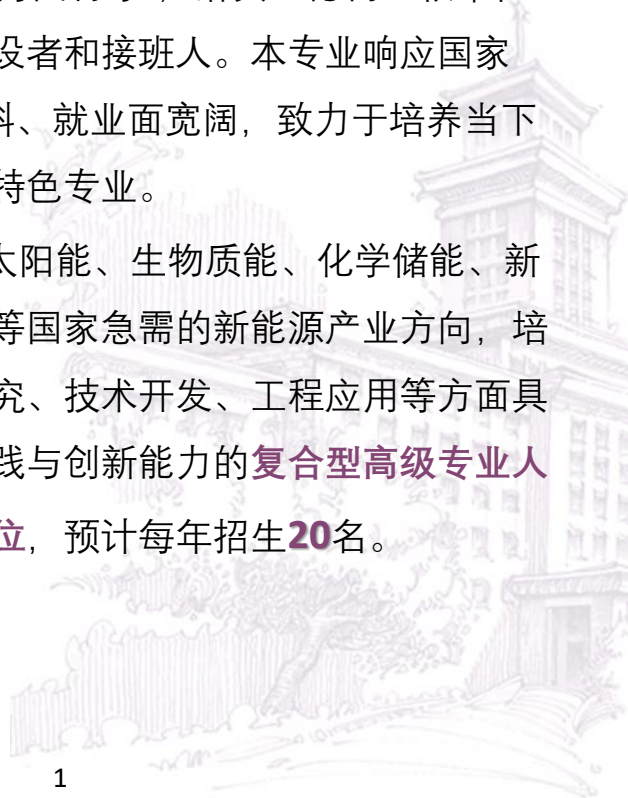 设者和接班人。本专业响应国家
、就业面宽阔，致力于培养当下
特色专业。
太阳能、生物质能、化学储能、新
等国家急需的新能源产业方向，培
究、技术开发、工程应用等方面具
践与创新能力的复合型高级专业人
位，预计每年招生20名。
1